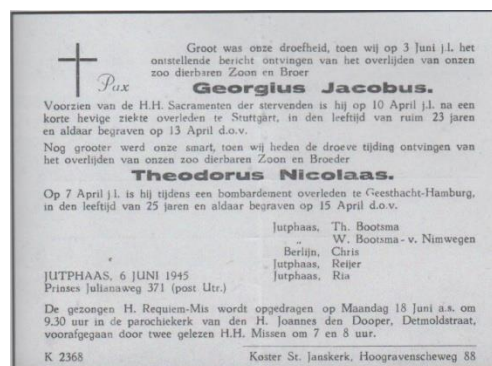 Groot was onze droefheid, toen wij op 3 Juni j.l. het
ontstellende bericht ontvingen van het overlijden van onzen
zoo dierbaren Zoon en Broer
Pax
Georgius Jacobus.
Voorzien van de H.H. Sacramenten der stervenden is hij op 10 April j.l. na een
korte hevige ziekte overleden te Stuttgart, in den leeftijd van ruim 23 jaren
en aldaar begraven op 13 April d.o.v.
Nog grooter werd onze smart, toen wij heden de droeve tijding ontvingen van
het overlijden van onzen zoo dierbaren Zoon en Broeder
Theodorus Nicolaas.
Op 7 April j.l. is hij tijdens een bombardement overleden te Geesthacht-Hamburg,
in den leeftijd van 25 jaren en aldaar begraven op 15 April d.o.v.
Jutphaas, Th. Bootsma
„ W. Bootsma - v. Nimwegen
Berlijn, Chris
Jutphaas, Reijer
Jutphaas, Ria
JUTPHAAS, 6 JUNI 1945
Prinses Julianaweg 371 (post Utr.)
De gezongen H. Requiem-Mis wordt opgedragen op Maandag 18 Juni a.s. om
9.30 uur in de parochiekerk van den H. Joannes den Dooper, Detmoldstraat,
voorafgegaan door twee gelezen H.H. Missen om 7 en 8 uur.
K 2368
Koster St. Janskerk, Hoogravenscheweg 88